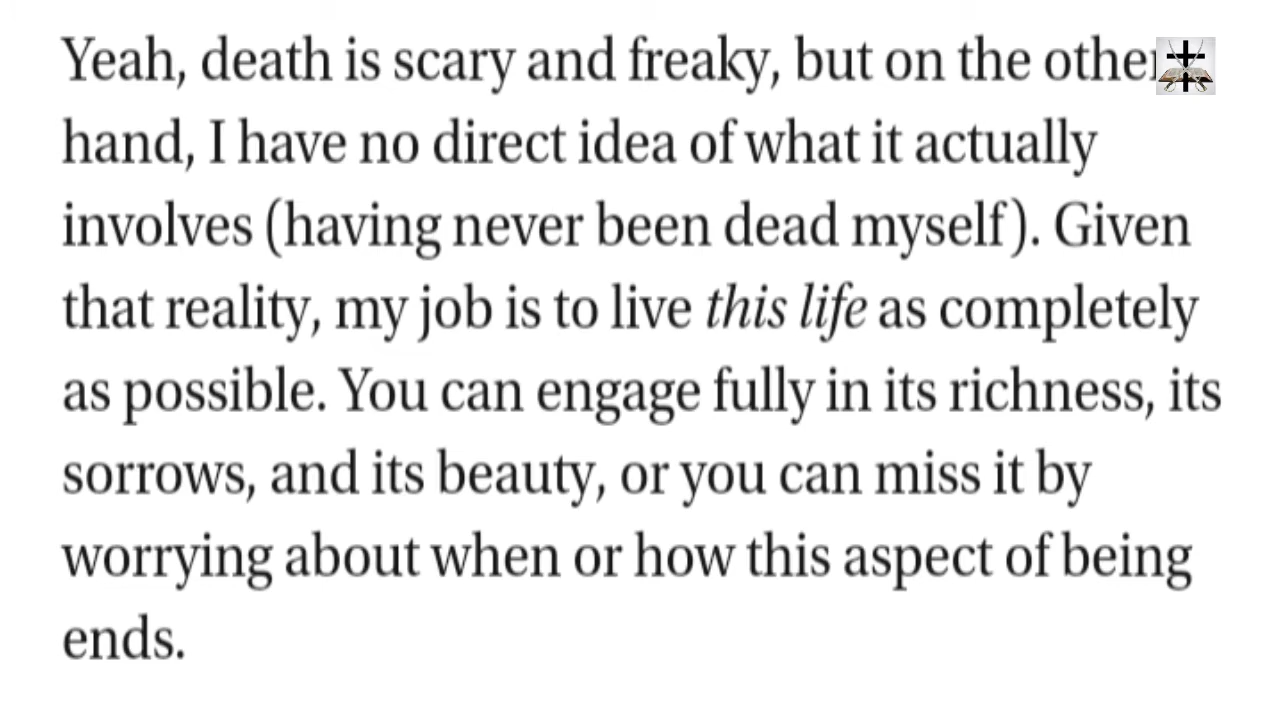 Yeah, death is scary and freaky, but on the other
hand, I have no direct idea of what it actually
involves (having never been dead myself). Given
that reality, my job is to live this life as completely
as possible. You can engage fully in its richness, its
sorrows, and its beauty, or you can miss it by
worrying about when or how this aspect of being
ends.